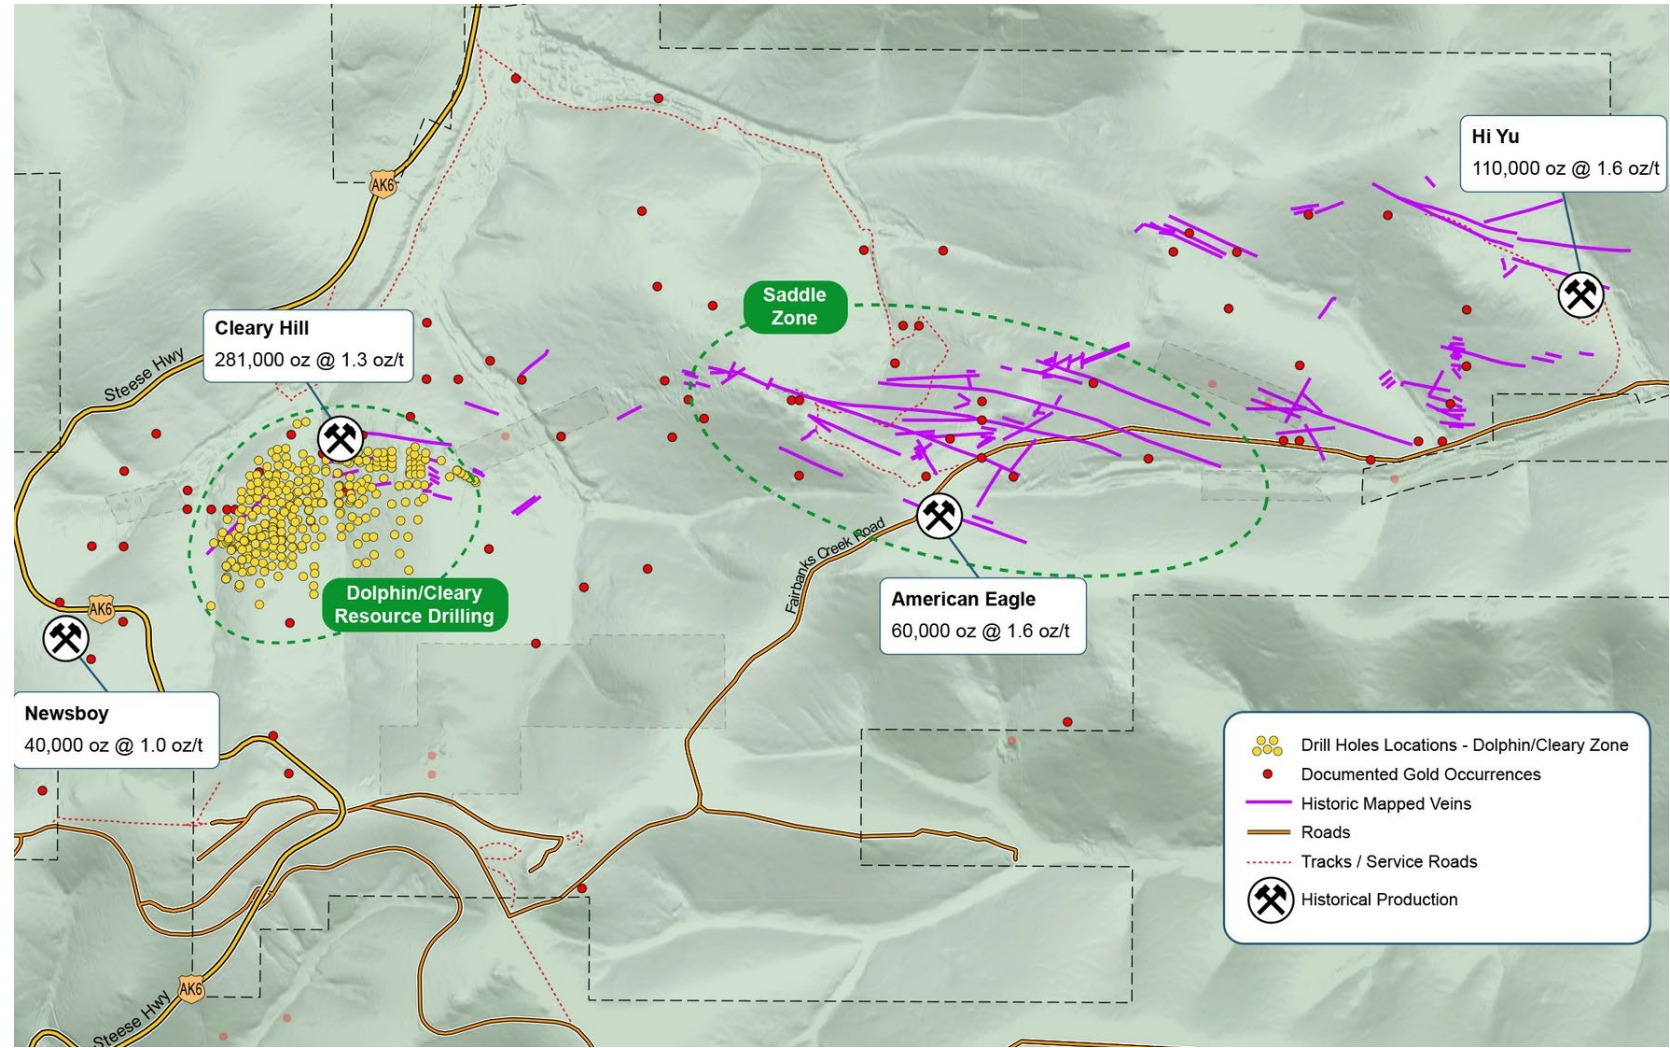 AK6
Hi Yu
110,000 oz @ 1.6 oz/t
Saddle
Zone
Cleary Hill
281,000 oz @ 1.3 oz/t
Steese Hwy
Dolphin/Cleary
Resource Drilling
Fairbanks Creek Road
American Eagle
60,000 oz @ 1.6 oz/t
AK6
Newsboy
40,000 oz @ 1.0 oz/t
Drill Holes Locations - Dolphin/Cleary Zone
Documented Gold Occurrences
Historic Mapped Veins
Roads
Tracks / Service Roads
Historical Production
AK6
Steese Hwy